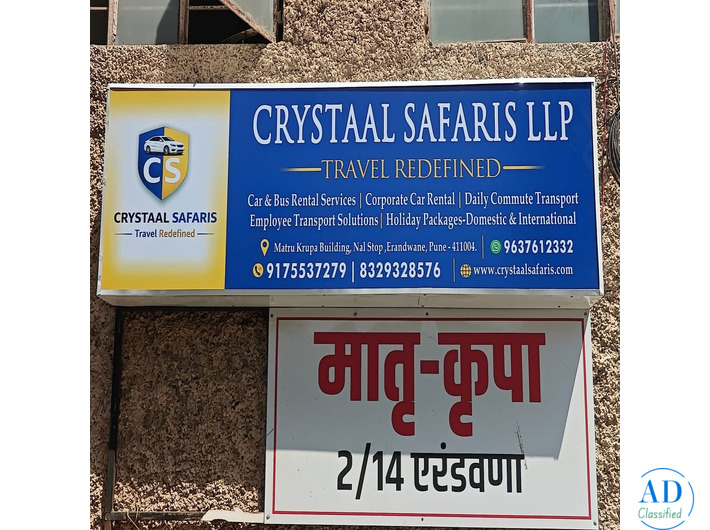 CS
CRYSTAAL SAFARIS
Travel Redefined
CRYSTAAL SAFARIS LLP
TRAVEL REDEFINED
Car & Bus Rental Services | Corporate Car Rental | Daily Commute Transport
Employee Transport Solutions | Holiday Packages-Domestic & International
Matru Krupa Building, Nal Stop ,Erandwane, Pune - 411004. | 9637612332
9175537279 | 8329328576 | www.crystaalsafaris.com
मातृ-कृपा
2/14 एरंडवणा
AD
Classified